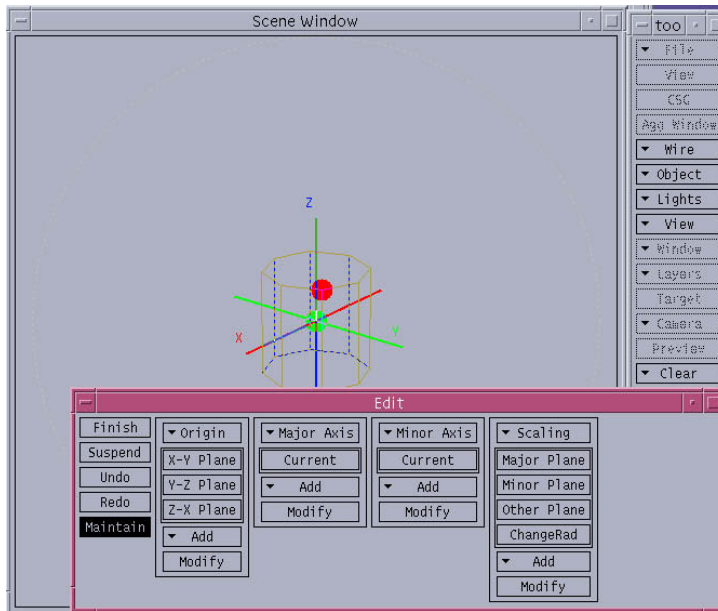 Scene Window
too
File
View
CSG
Agg Window
Wire
Object
Lights
View
Window
Layers
Target
Camera
Preview
Clear
Z
X
Y
Edit
Finish
Suspend
Undo
Redo
Maintain
Origin
X-Y Plane
Y-Z Plane
Z-X Plane
Add
Modify
Major Axis
Current
Add
Modify
Minor Axis
Current
Add
Modify
Scaling
Major Plane
Minor Plane
Other Plane
ChangeRad
Add
Modify